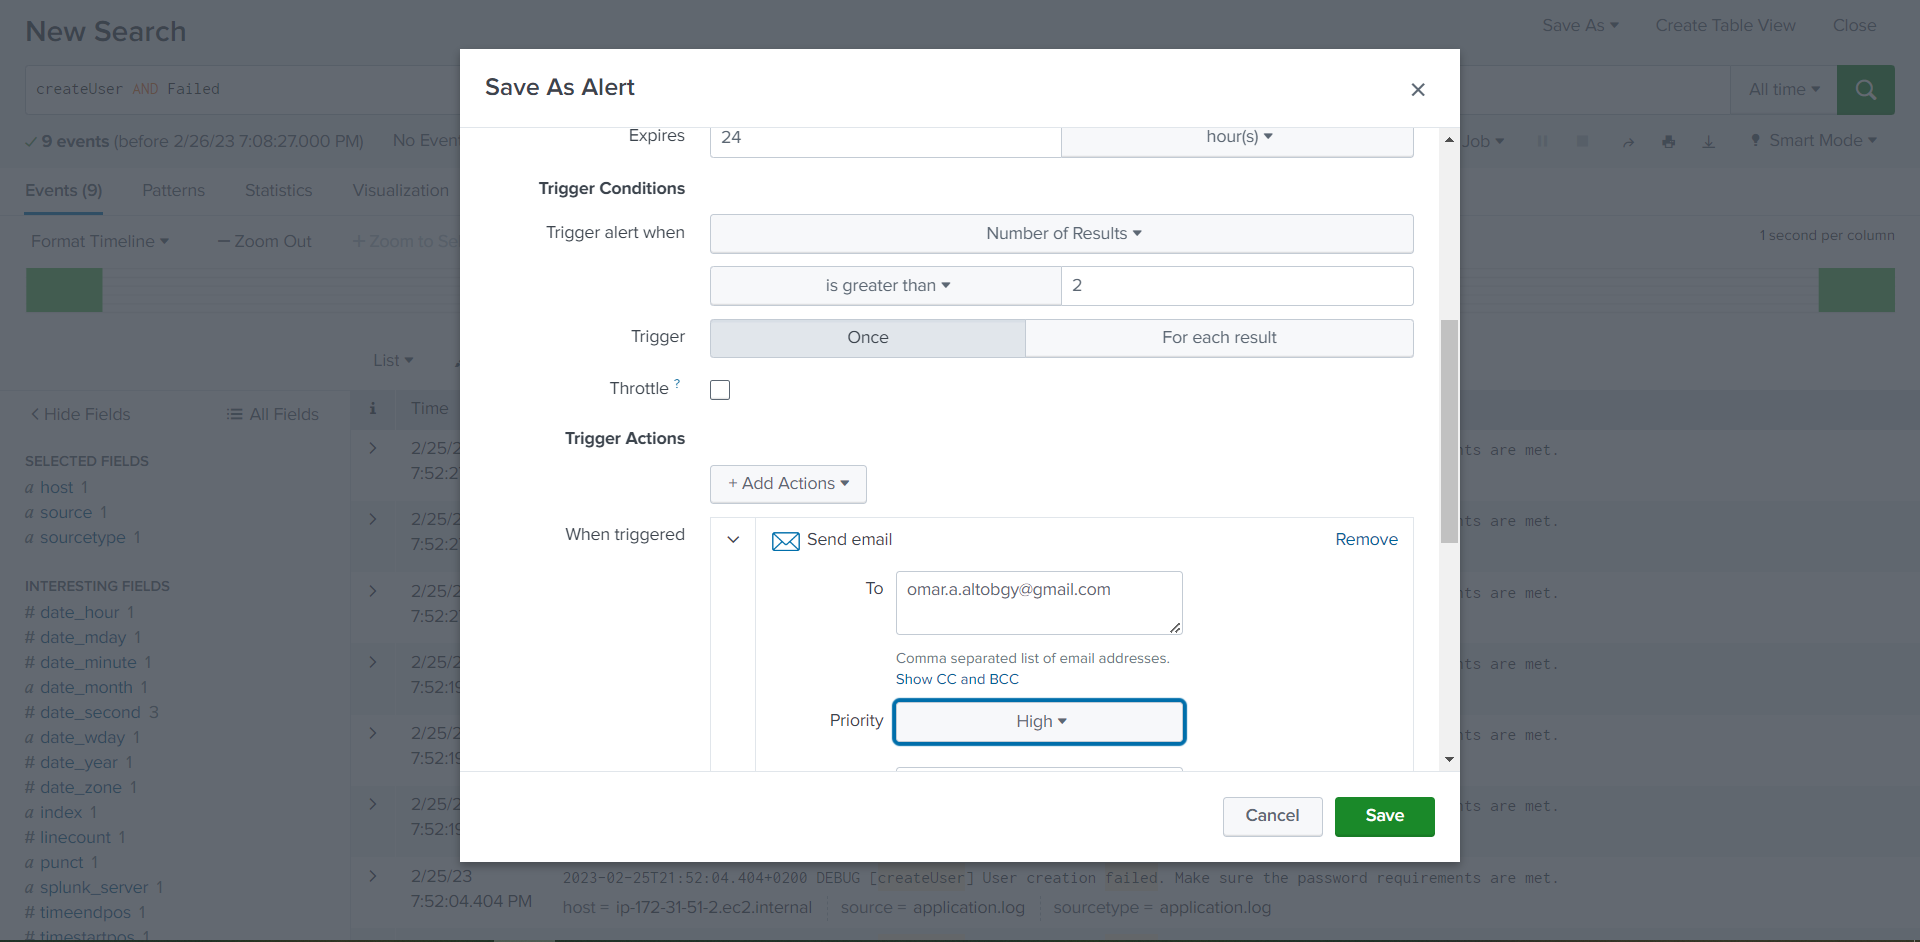 New Search
Save As
Create Table View
Close
createUser AND Failed
All time
9 events (before 2/26/23 7:08:27.000 PM)
No Even
Job
Smart Mode
Events (9)
Patterns
Statistics
Visualization
Format Timeline
Zoom Out
+ Zoom to Se
1 second per column
List
Hide Fields
All Fields
i
Time
SELECTED FIELDS
a host 1
a source 1
a sourcetype 1
INTERESTING FIELDS
# date_hour 1
# date_mday 1
# date_minute 1
a date_month 1
# date_second 3
a date_wday 1
# date_year 1
# date_zone 1
a index 1
# linecount 1
a punct 1
a splunk_server 1
# timeendpos 1
# timestartpos 1
2/25/2
7:52:2
nts are met.
2/25/2
7:52:2
nts are met.
2/25/2
7:52:2
nts are met.
2/25/2
7:52:19
nts are met.
2/25/2
7:52:19
nts are met.
2/25/2
7:52:19
nts are met.
2/25/23
7:52:04.404 PM
2023-02-25T21:52:04.404+0200 DEBUG [createUser] User creation failed. Make sure the password requirements are met.
host = ip-172-31-51-2.ec2.internal
source = application.log
sourcetype = application.log
Save As Alert
Expires
24
hour(s)
Trigger Conditions
Trigger alert when
Number of Results
is greater than
2
Trigger
Once
For each result
Throttle ?
Trigger Actions
+ Add Actions
When triggered
Send email
Remove
To
omar.a.altobgy@gmail.com
Comma separated list of email addresses.
Show CC and BCC
Priority
High
Cancel
Save